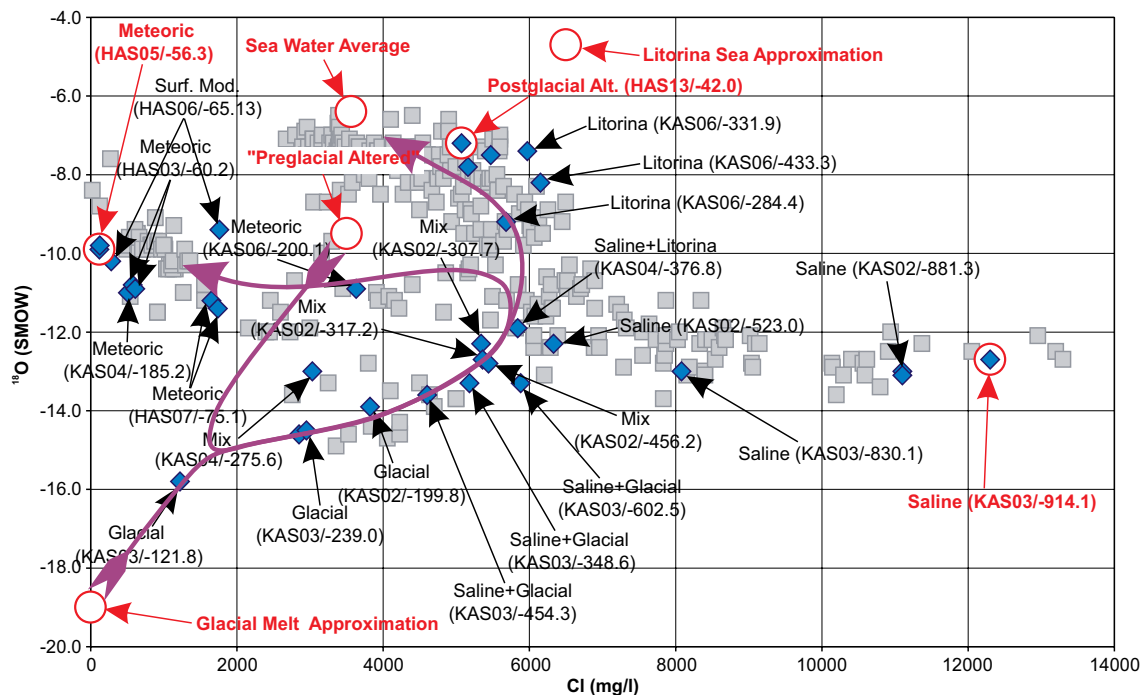 -4.0
Meteoric
(HAS05/-56.3)
Sea Water Average
Litorina Sea Approximation
Surf. Mod.
(HAS06/-65.13)
Postglacial Alt. (HAS13/-42.0)
-6.0
Meteoric
(HAS03/-60.2)
Litorina (KAS06/-331.9)
"Preglacial Altered"
Litorina (KAS06/-433.3)
-8.0
Litorina (KAS06/-284.4)
Meteoric
(KAS06/-200.1)
Mix
(KAS02/-307.7)
Saline+Litorina
(KAS04/-376.8)
Saline (KAS02/-881.3)
-10.0
Mix
(KAS02/-317.2)
Saline (KAS02/-523.0)
-12.0
18O (SMOW)
Meteoric
(KAS04/-185.2)
Meteoric
(HAS07/-75.1)
-14.0
Mix
(KAS04/-275.6)
Mix
(KAS02/-456.2)
Saline (KAS03/-830.1)
Glacial
(KAS02/-199.8)
Saline+Glacial
(KAS03/-602.5)
Saline (KAS03/-914.1)
-16.0
Glacial
(KAS03/-121.8)
Glacial
(KAS03/-239.0)
Saline+Glacial
(KAS03/-348.6)
-18.0
Saline+Glacial
(KAS03/-454.3)
Glacial Melt Approximation
-20.0
0 2000 4000 6000 8000 10000 12000 14000
Cl (mg/l)